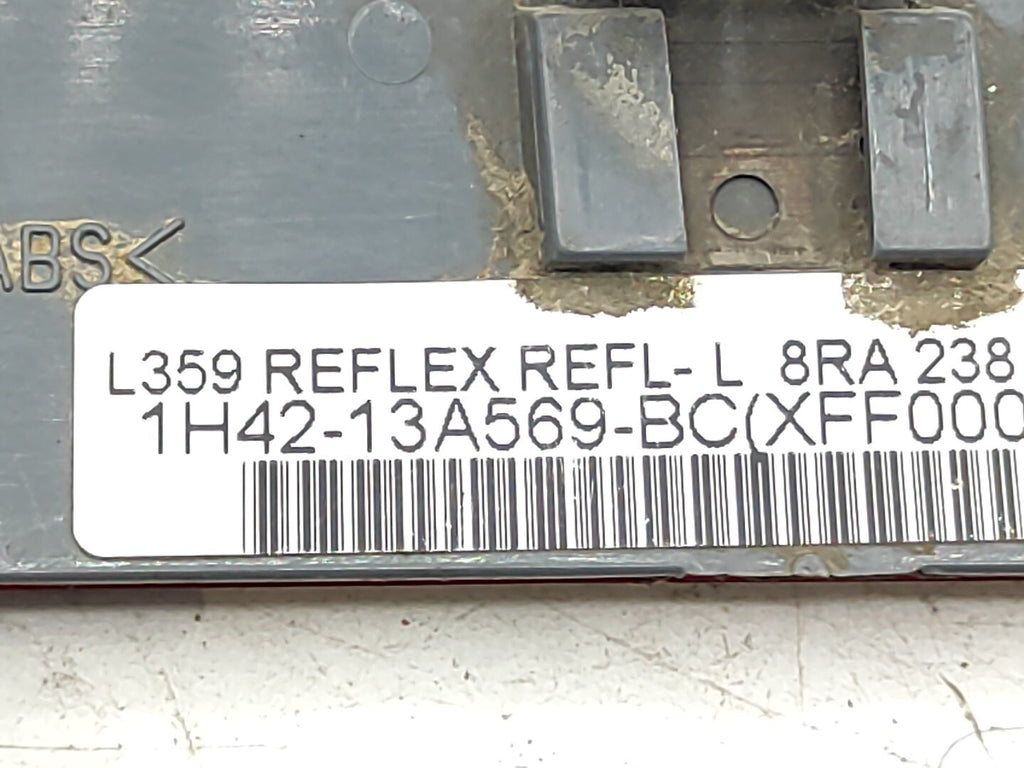 ABS<
L359 REFLEX REFL- L 8RA 238
1H42-13A569-BC(XFF000